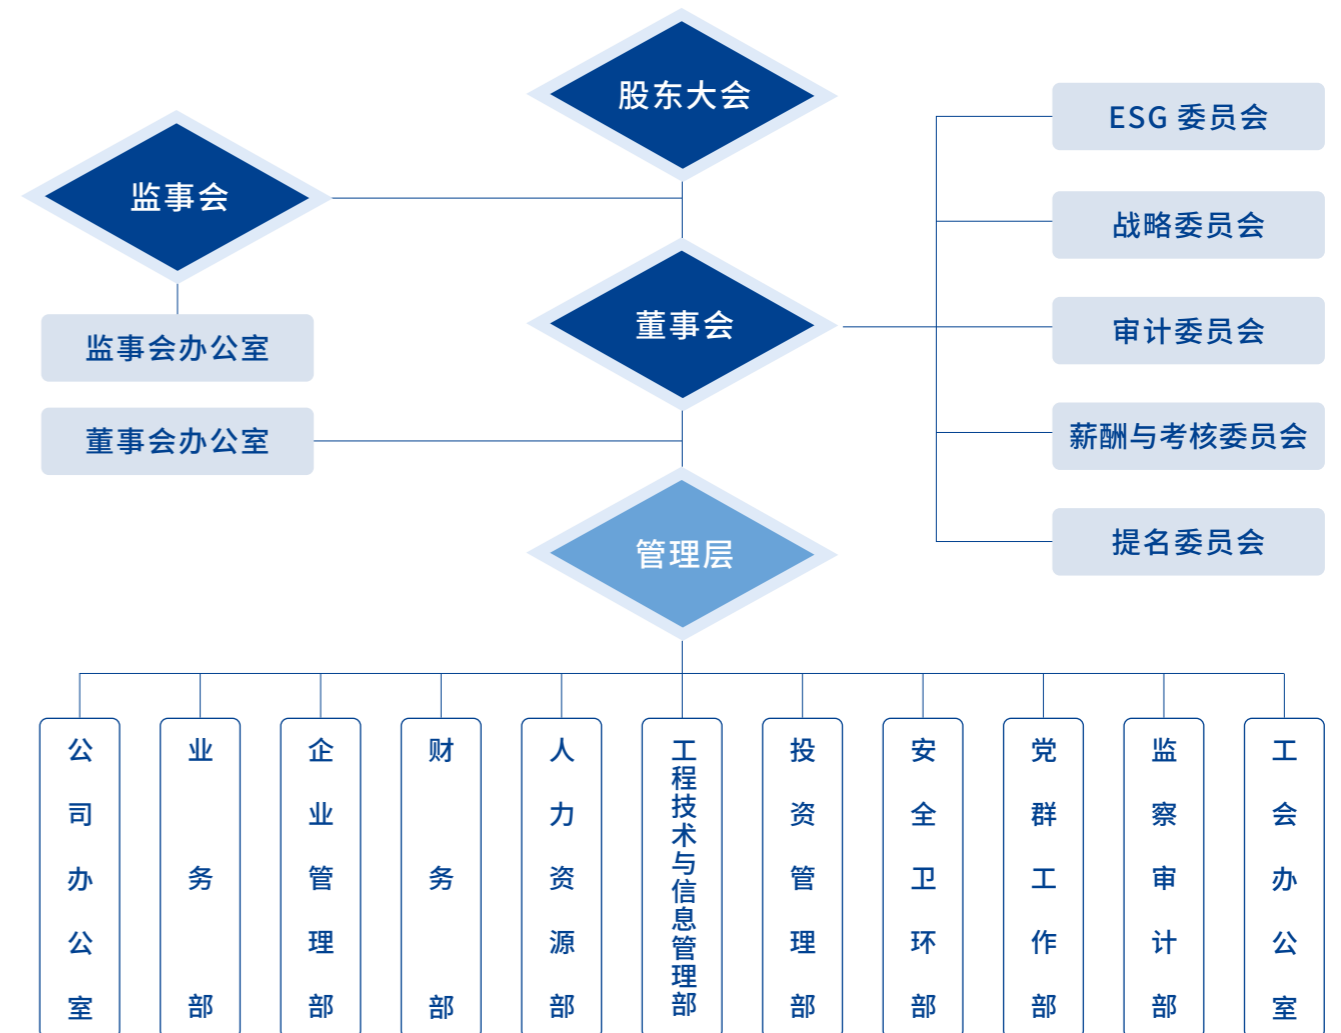 股东大会
监事会
董事会
监事会办公室
董事会办公室
ESG 委员会
战略委员会
审计委员会
薪酬与考核委员会
提名委员会
管理层
公司办公室
业务部
企业管理部
财务部
人力资源部
工程技术与信息管理部
投资管理部
安全卫环部
党群工作部
监察审计部
工会办公室